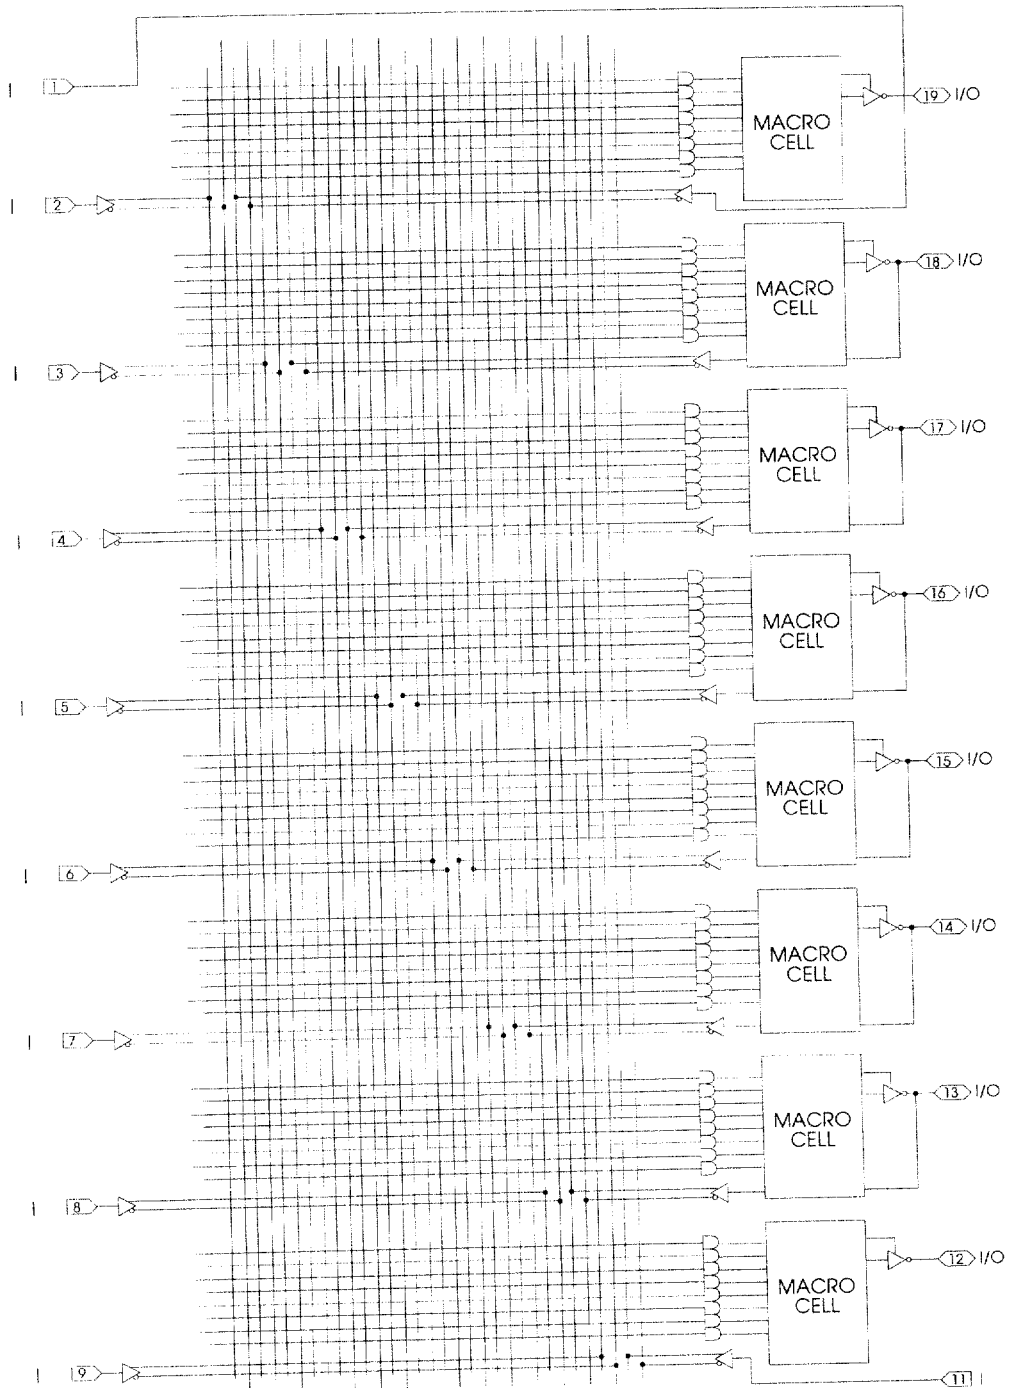 I 1
MACRO CELL
19 I/O
I 2
MACRO CELL
18 I/O
I 3
MACRO CELL
17 I/O
I 4
MACRO CELL
16 I/O
I 5
MACRO CELL
15 I/O
I 6
MACRO CELL
14 I/O
I 7
MACRO CELL
13 I/O
I 8
MACRO CELL
12 I/O
I 9
11 I